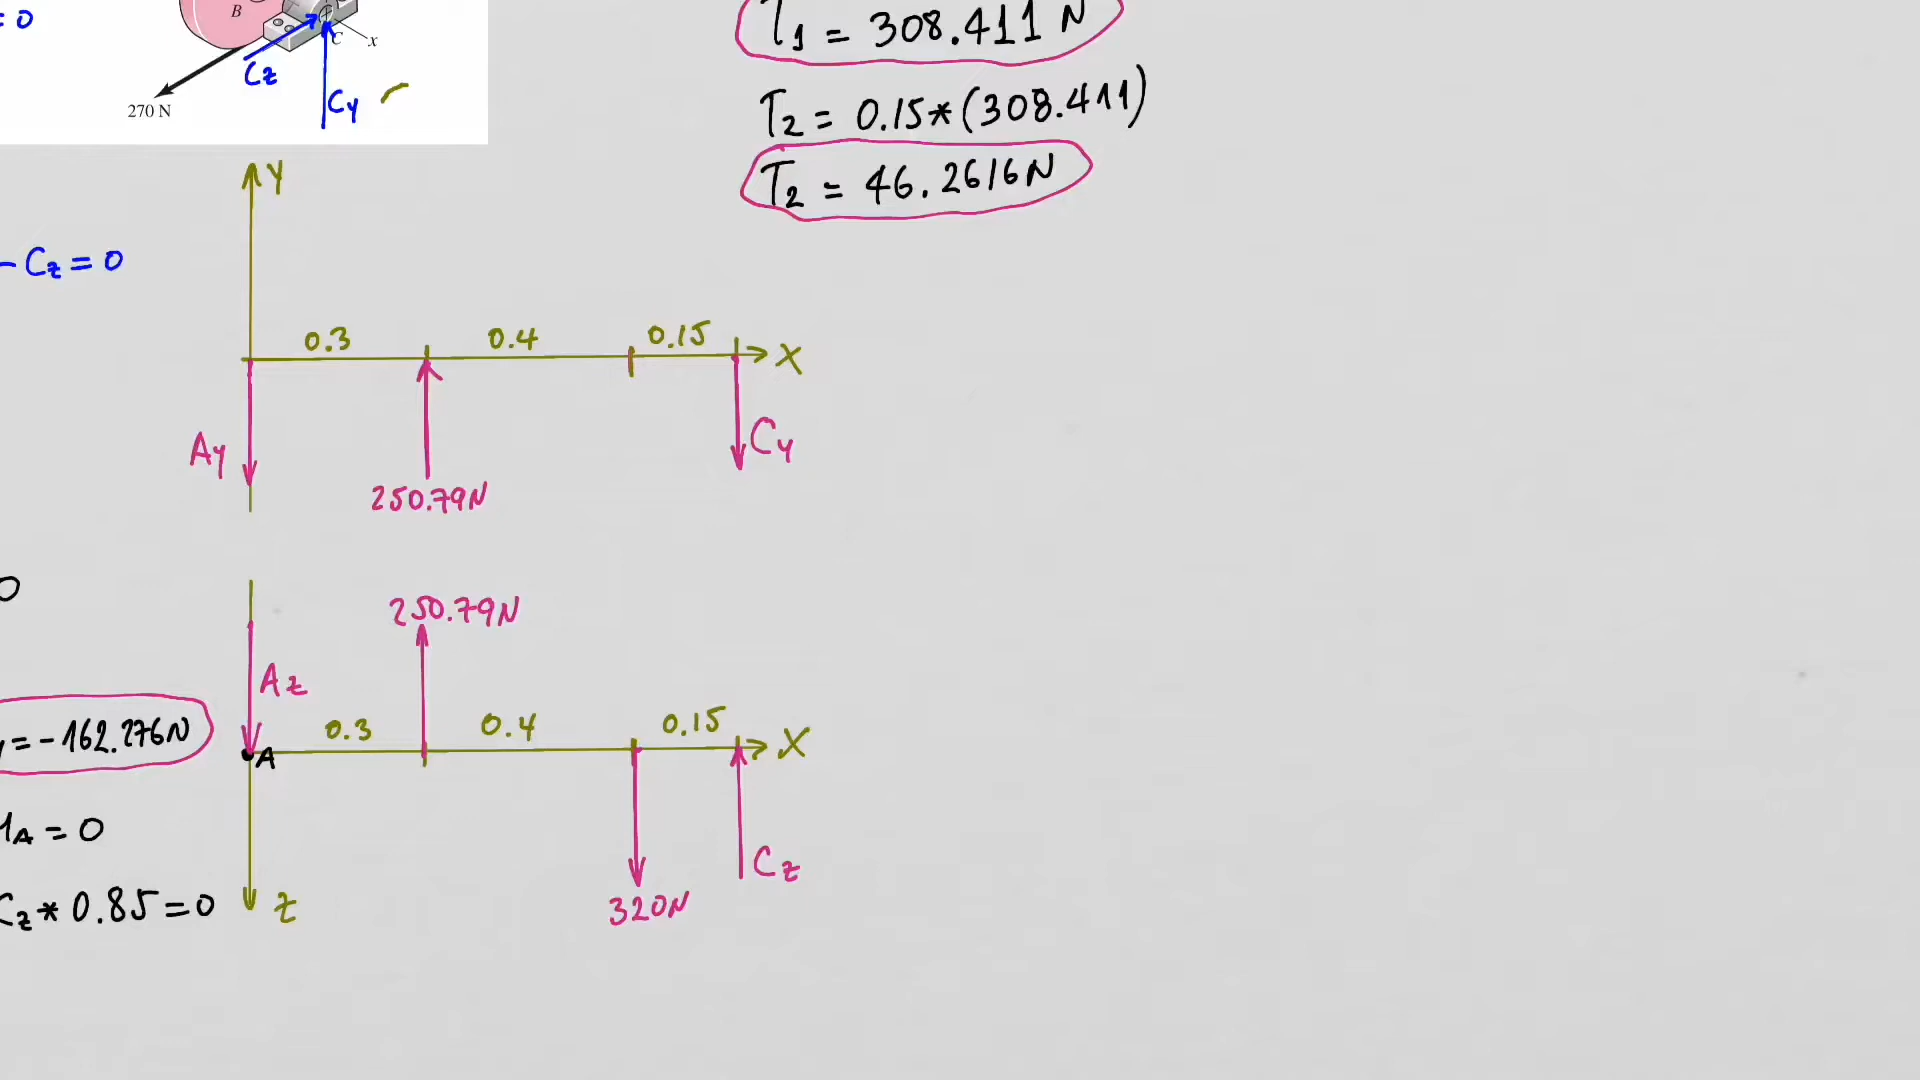 = 0
B
C
x
Cz
Cy
270 N
T1 = 308.411 N
T2 = 0.15*(308.411)
T2 = 46.2616N
Y
- Cz = 0
0.3 0.4 0.15
X
Ay
250.79N
Cy
0
250.79N
Az
0.3 0.4 0.15
X
= -162.276N
A
MA = 0
Cz
Cz * 0.85 = 0
z
320N